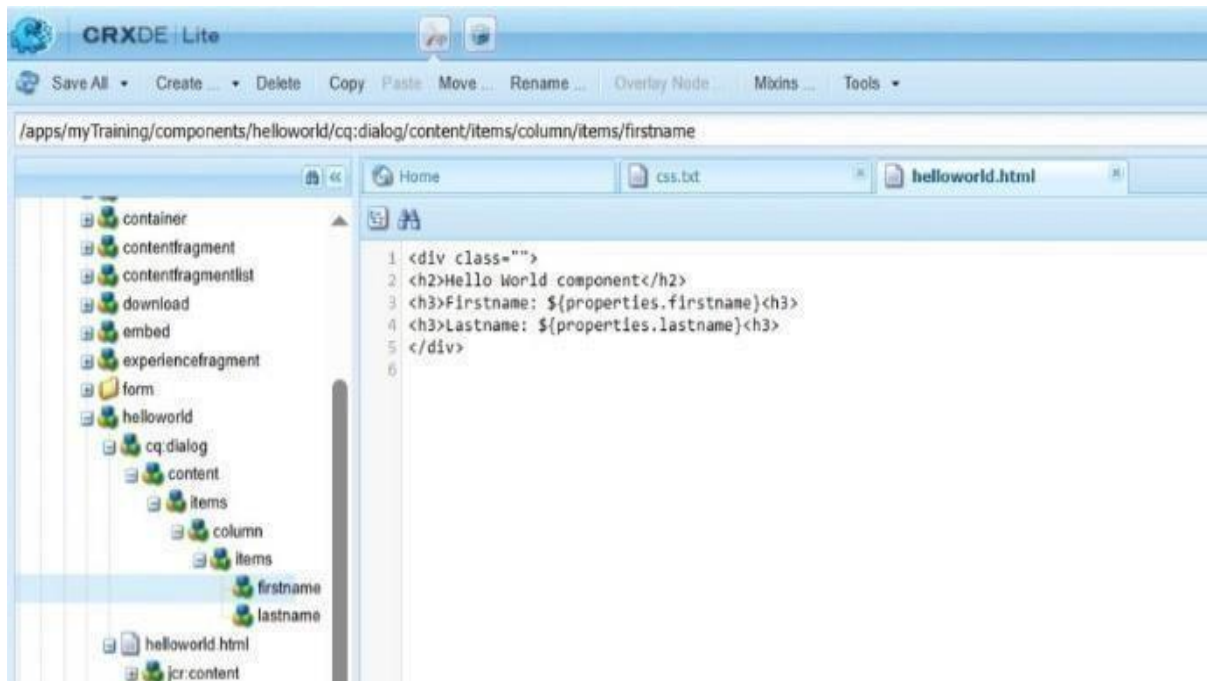 CRXDE | Lite
Save All Create ... Delete Copy Paste Move ... Rename ... Overlay Node ... Mixins ... Tools
/apps/myTraining/components/helloworld/cq:dialog/content/items/column/items/firstname
Home css.txt helloworld.html
container
contentfragment
contentfragmentlist
download
embed
experiencefragment
form
helloworld
cq:dialog
content
items
column
items
firstname
lastname
helloworld.html
jcr:content
1 <div class="">
2 <h2>Hello World component</h2>
3 <h3>Firstname: ${properties.firstname}<h3>
4 <h3>Lastname: ${properties.lastname}<h3>
5 </div>
6